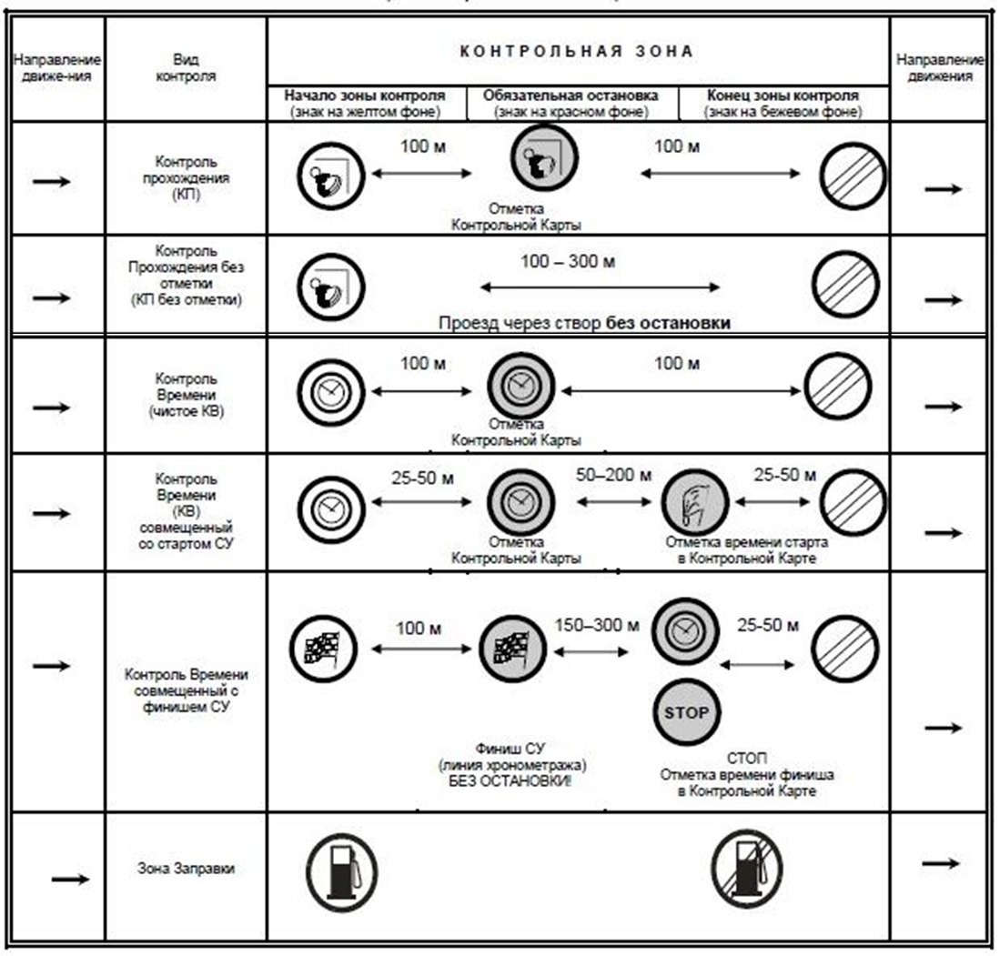 Направление
движе-ния
Вид
контроля
КОНТРОЛЬНАЯ ЗОНА
Направление
движения
Начало зоны контроля
(знак на желтом фоне)
Обязательная остановка
(знак на красном фоне)
Конец зоны контроля
(знак на бежевом фоне)
Контроль
прохождения
(КП)
100 м
100 м
Отметка
Контрольной Карты
Контроль
Прохождения без
отметки
(КП без отметки)
100 – 300 м
Проезд через створ без остановки
Контроль
Времени
(чистое КВ)
100 м
100 м
Отметка
Контрольной Карты
Контроль
Времени
(КВ)
совмещенный
со стартом СУ
25-50 м
50–200 м
25-50 м
Отметка
Контрольной Карты
Отметка времени старта
в Контрольной Карте
Контроль Времени
совмещенный с
финишем СУ
100 м
150–300 м
25-50 м
STOP
Финиш СУ
(линия хронометража)
БЕЗ ОСТАНОВКИ!
СТОП
Отметка времени финиша
в Контрольной Карте
Зона Заправки